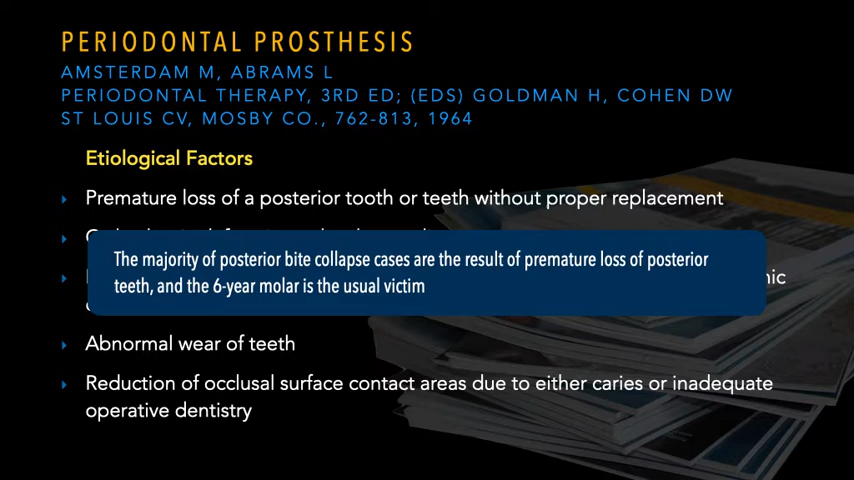 PERIODONTAL PROSTHESIS
AMSTERDAM M, ABRAMS L
PERIODONTAL THERAPY, 3RD ED; (EDS) GOLDMAN H, COHEN DW
ST LOUIS CV, MOSBY CO., 762-813, 1964
Etiological Factors
Premature loss of a posterior tooth or teeth without proper replacement
The majority of posterior bite collapse cases are the result of premature loss of posterior
teeth, and the 6-year molar is the usual victim
Abnormal wear of teeth
Reduction of occlusal surface contact areas due to either caries or inadequate
operative dentistry